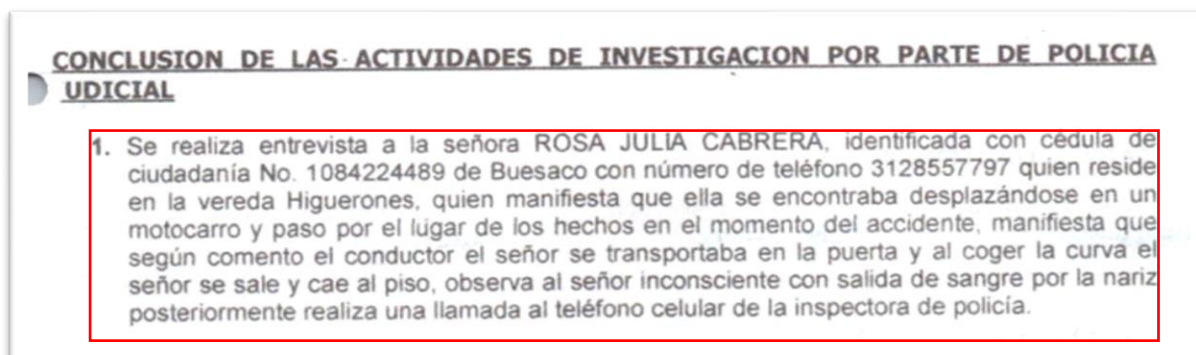 CONCLUSION DE LAS ACTIVIDADES DE INVESTIGACION POR PARTE DE POLICIA
UDICIAL
1. Se realiza entrevista a la señora ROSA JULIA CABRERA, identificada con cédula de
ciudadanía No. 1084224489 de Buesaco con número de teléfono 3128557797 quien reside
en la vereda Higuerones, quien manifiesta que ella se encontraba desplazándose en un
motocarro y paso por el lugar de los hechos en el momento del accidente, manifiesta que
según comento el conductor el señor se transportaba en la puerta y al coger la curva el
señor se sale y cae al piso, observa al señor inconsciente con salida de sangre por la nariz
posteriormente realiza una llamada al teléfono celular de la inspectora de policía.